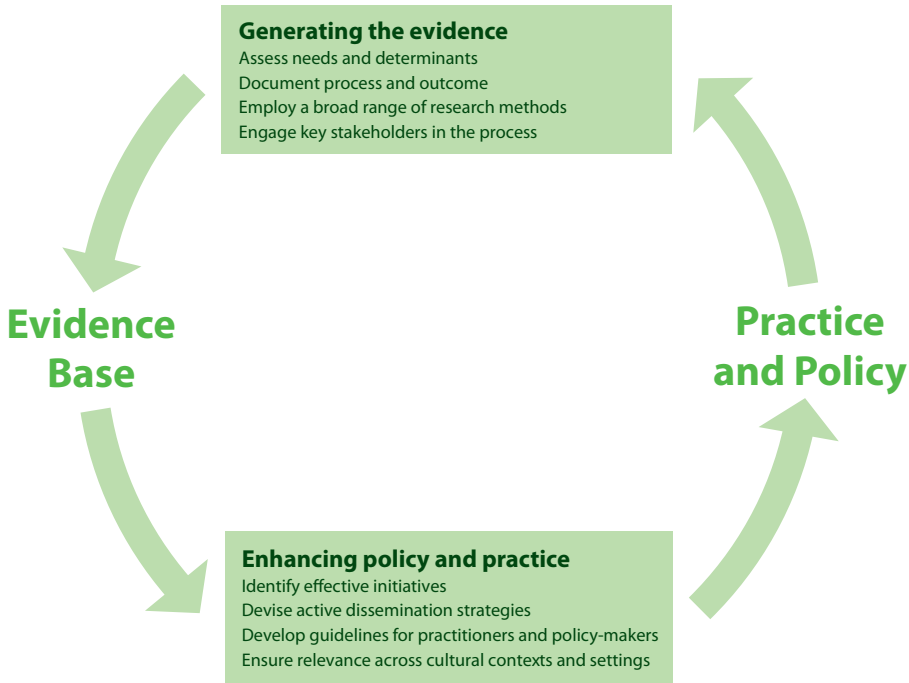 Generating the evidence
Assess needs and determinants
Document process and outcome
Employ a broad range of research methods
Engage key stakeholders in the process
Evidence
Base
Practice
and Policy
Enhancing policy and practice
Identify effective initiatives
Devise active dissemination strategies
Develop guidelines for practitioners and policy-makers
Ensure relevance across cultural contexts and settings